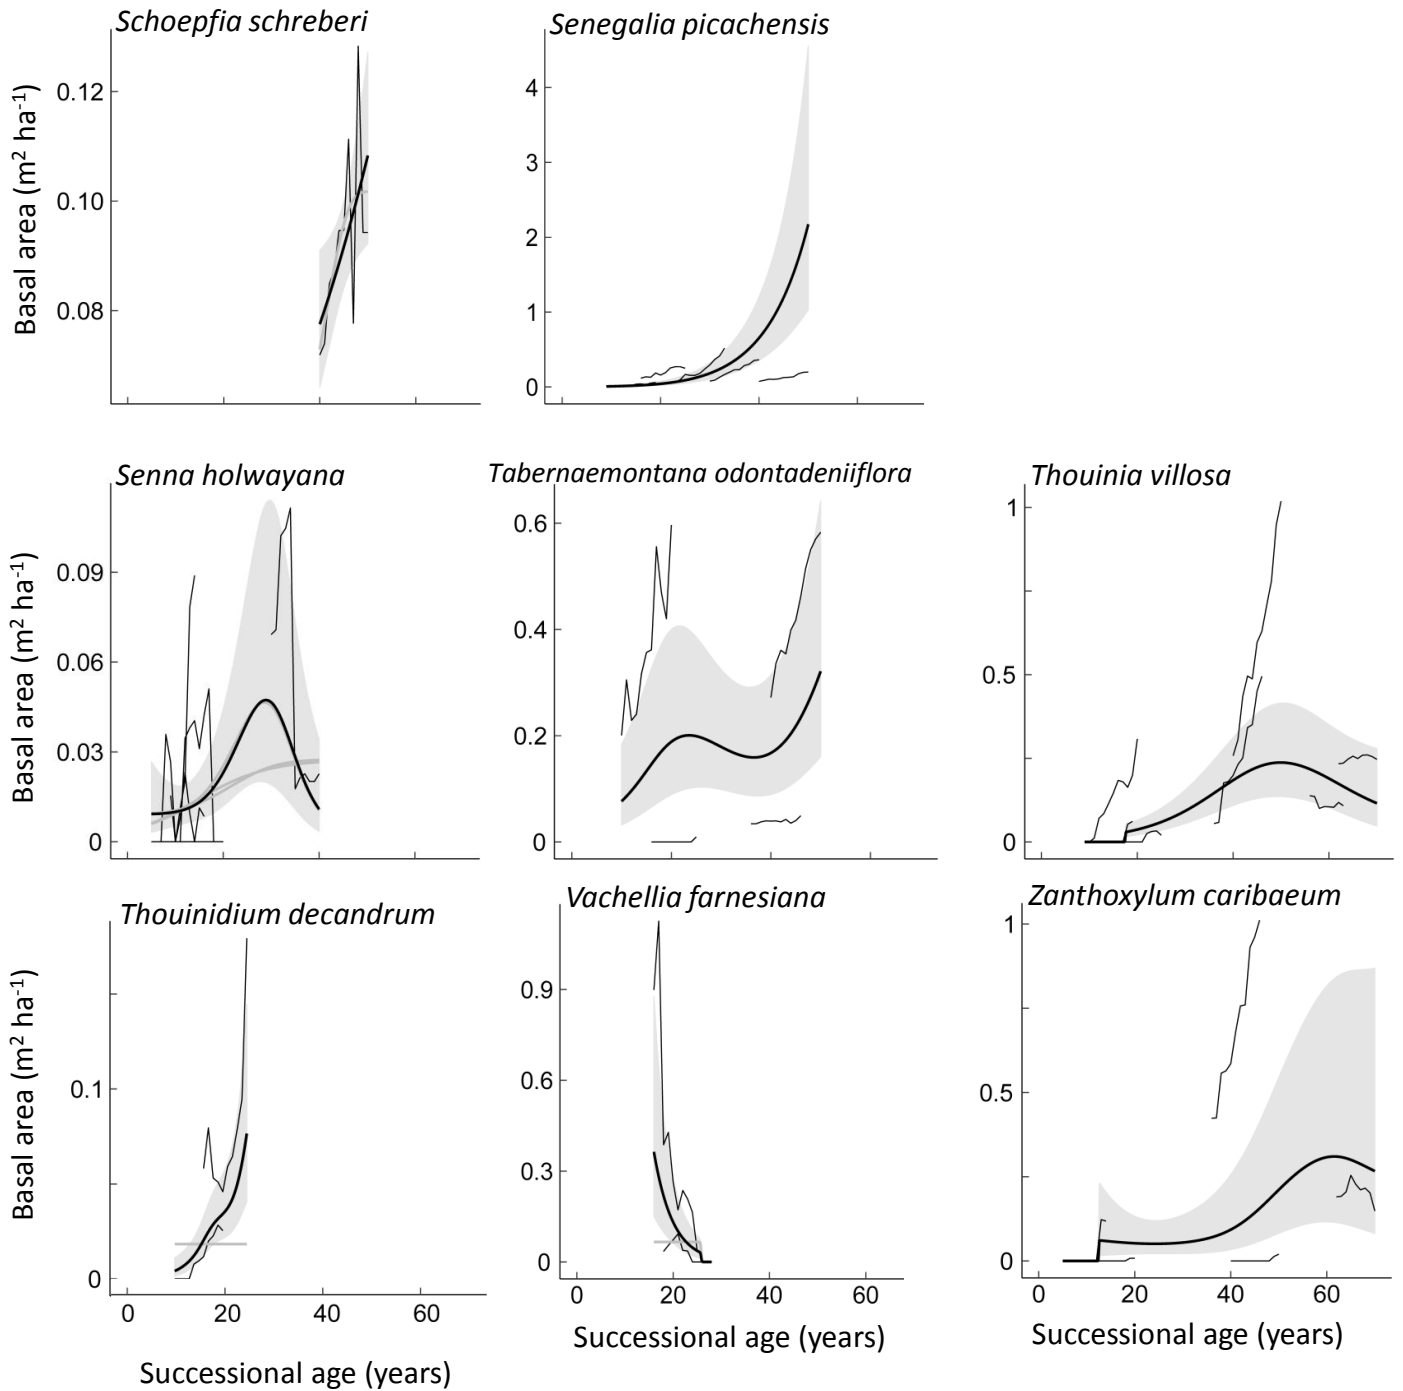 Schoepfia schreberi
Senegalia picachensis
Basal area (m² ha⁻¹)
0.12
0.10
0.08
4
3
2
1
0
Senna holwayana
Tabernaemontana odontadeniiflora
Thouinia villosa
Basal area (m² ha⁻¹)
0.09
0.06
0.03
0
0.6
0.4
0.2
0
1
0.5
0
Thouinidium decandrum
Vachellia farnesiana
Zanthoxylum caribaeum
Basal area (m² ha⁻¹)
0.1
0
0.9
0.6
0.3
0
1
0.5
0
0 20 40 60
0 20 40 60
0 20 40 60
Successional age (years)
Successional age (years)
Successional age (years)